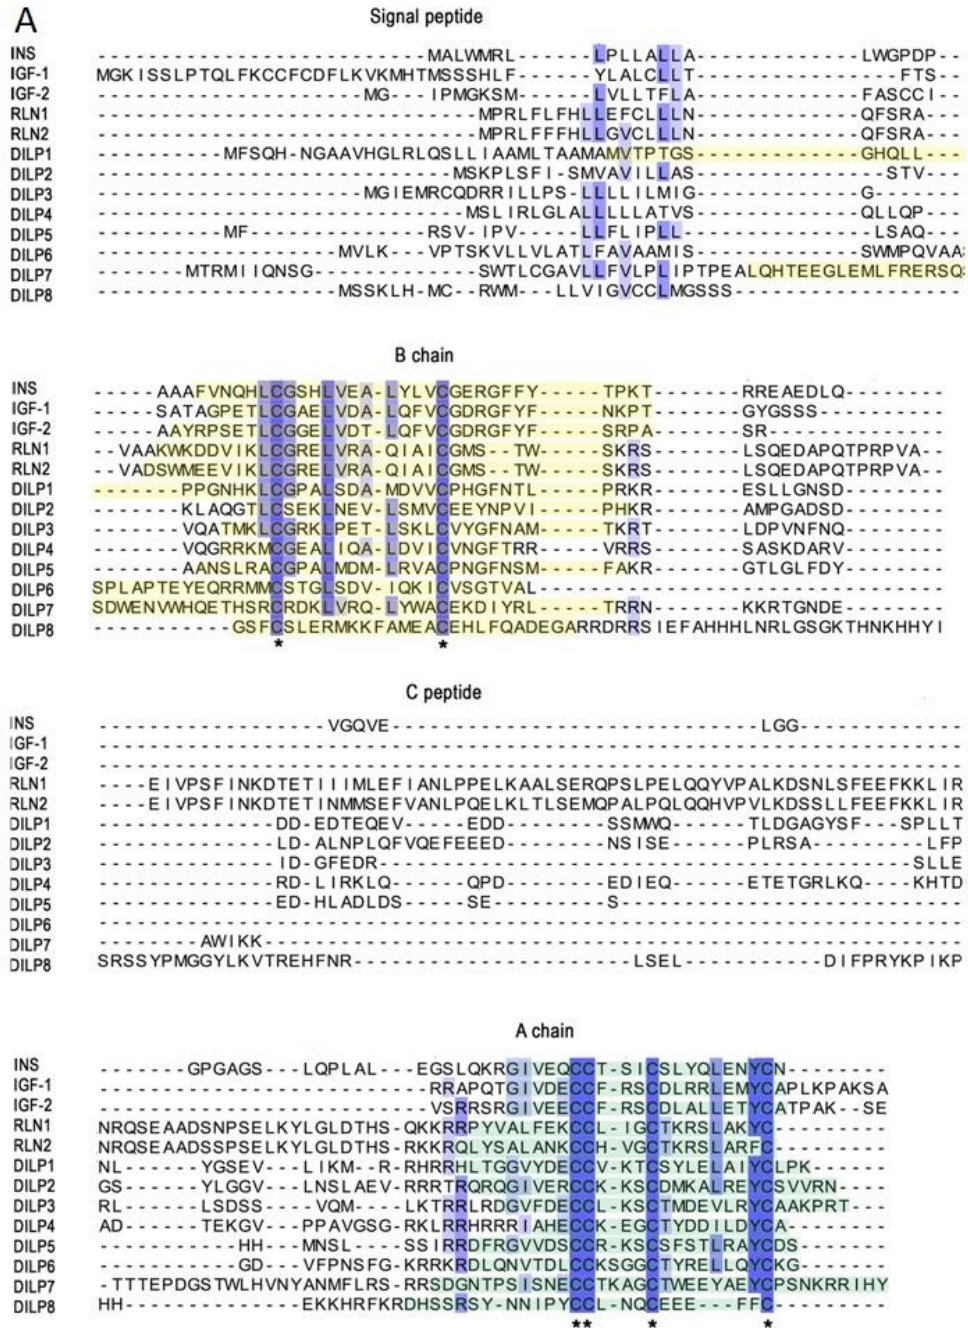 A
Signal peptide
INS --------------------------MALWMRL-------LPLLALLA-------------LWGPDP---
IGF-1 MGKISSLPTQLFKCCFCDFLKVKMHTMSSSHLF-------YLALCLLT----------------FTS---
IGF-2 ---------------------MG---IPMGKSM-------LVLLTFLA-------------FASCCI---
RLN1 ------------------------------MPRLFLFHLLEFCLLLN-------------QFSRA----
RLN2 ------------------------------MPRLFFFHLLGVCLLLN-------------QFSRA----
DILP1 ----------MFSQH-NGAAVHGLRLQSLLIAAMLTAAMAMVTPTGS-------------GHQLL----
DILP2 -----------------------------MSKPLSFI-SMVAVILLAS-------------STV------
DILP3 ---------------------MGIEMRCQDRRILLPS-LLLLILMIG-------------G--------
DILP4 -----------------------------MSLIRLGLALLLLLATVS-------------QLLQP----
DILP5 ----------MF--------------RSV-IPV-----LLFLIPLL--------------LSAQ-----
DILP6 -------------------MVLK---VPTSKVLLVLATLFAVAAMIS-------------SWMPQVAAS
DILP7 -------MTRMIIQNSG-------------SWTLCGAVLLFVLPLIPTPEALQHTEEGLEMLFRERSQS
DILP8 -------------------MSSKLH-MC--RWM---LLVIGVCCLMGSSS-------------------
B chain
INS -----AAAFVNQHLCGSHLVEA-LYLVCGERGFFY-----TPKT-------RREAEDLQ--------
IGF-1 -----SATAGPETLCGAELVDA-LQFVCGDRGFYF-----NKPT-------GYGSSS----------
IGF-2 -----AAYRPSETLCGGELVDT-LQFVCGDRGFYF-----SRPA-------SR--------------
RLN1 --VAAKWKDDVIKLCGRELVRA-QIAICGMS--TW-----SKRS-------LSQEDAPQTPRPVA--
RLN2 --VADSWMEEVIKLCGRELVRA-QIAICGMS--TW-----SKRS-------LSQEDAPQTPRPVA--
DILP1 -------PPGNHKLCGPALSDA-MDVVCPHGFNTL-----PRKR-------ESLLGNSD--------
DILP2 -------KLAQGTLCSEKLNEV-LSMVCEEYNPVI-----PHKR-------AMPGADSD--------
DILP3 -------VQATMKLCGRKLPET-LSKLCVYGFNAM-----TKRT-------LDPVNFNQ--------
DILP4 -------VQGRRKMCGEALIQA-LDVICVNGFTRR-----VRRS-------SASKDARV--------
DILP5 -------AANSLRACGPALMDM-LRVACPNGFNSM-----FAKR-------GTLGLFDY--------
DILP6 SPLAPTEYEQRRMMCSTGLSDV-IQKICVSGTVAL--------------------------------
DILP7 SDWENVWHQETHSRCRDKLVRQ-LYWACEKDIYRL-----TRRN-------KKRTGNDE--------
DILP8 -----------GSFCSLERMKKFAMEACEHLFQADEGARRDRRSIEFAHHHLNRLGSGKTHNKHHYI
* *
C peptide
INS ------------------VGQVE-----------------------------LGG-------------
IGF-1 --------------------------------------------------------------------
IGF-2 --------------------------------------------------------------------
RLN1 ----EIVPSFINKDTETIIIMLEFIANLPPELKAALSERQPSLPELQQYVPALKDSNLSFEEFKKLIR
RLN2 ----EIVPSFINKDTETINMMSEFVANLPQELKLTLSEMQPALPQLQQHVPVLKDSSLLFEEFKKLIR
DILP1 --------------DD-EDTEQEV-----EDD--------SSMWQ------TLDGAGYSF---SPLLT
DILP2 --------------LD-ALNPLQFVQEFEEED--------NSISE------PLRSA---------LFP
DILP3 --------------ID-GFEDR------------------------------------------SLLE
DILP4 --------------RD-LIRKLQ------QPD--------EDIEQ------ETETGRLKQ----KHTD
DILP5 --------------ED-HLADLDS-----SE---------S---------------------------
DILP6 --------------------------------------------------------------------
DILP7 --------AWIKK-------------------------------------------------------
DILP8 SRSSYPMGGYLKVTREHFNR----------------------LSEL-----------DIFPRYKPIKP
A chain
INS -------GPGAGS---LQPLAL---EGSLQKRGIVEQCCT-SICSLYQLENYCN--------
IGF-1 --------------------------RRAPQTGIVDECCF-RSCDLRRLEMYCAPLKPAKSA
IGF-2 --------------------------VSRRSRGIVEECCF-RSCDLALLETYCATPAK--SE
RLN1 NRQSEAADSNPSELKYLGLDTHS-QKKRRPYVALFEKCCL-IGCTKRSLAKYC---------
RLN2 NRQSEAADSSPSELKYLGLDTHS-RKKRQLYSALANKCCH-VGCTKRSLARFC---------
DILP1 NL------YGSEV---LIKM--R-RHRRHLTGGVYDECCV-KTCSYLELAIYCLPK------
DILP2 GS------YLGGV---LNSLAEV-RRRTRQRQGIVERCCK-KSCDMKALREYCSVVRN----
DILP3 RL------LSDSS---VQM----LKTRRLRDGVFDECCK-KSCTMDEVLRYCAAKPRT---
DILP4 AD------TEKGV---PPAVGSG-RKLRRHRRRIAHECCK-EGCTYDDILDYCA--------
DILP5 -----------HH---MNSL----SSIRRDFRGVVDSCCR-KSCSFSTLRAYCDS-------
DILP6 -----------GD---VFPNSFG-KRRKRDLQNVTDLCCKSGGCTYRELLQYCKG-------
DILP7 -TTTEPDGSTWLHVNYANMFLRS-RRSDGNTPSISNECCTKAGCTWEEYAEYCPSNKRRIHY
DILP8 HH--------------EKKHRFKRDHSSRSY-NNIPYCCL-NQCEEE---FFC---------
** * *